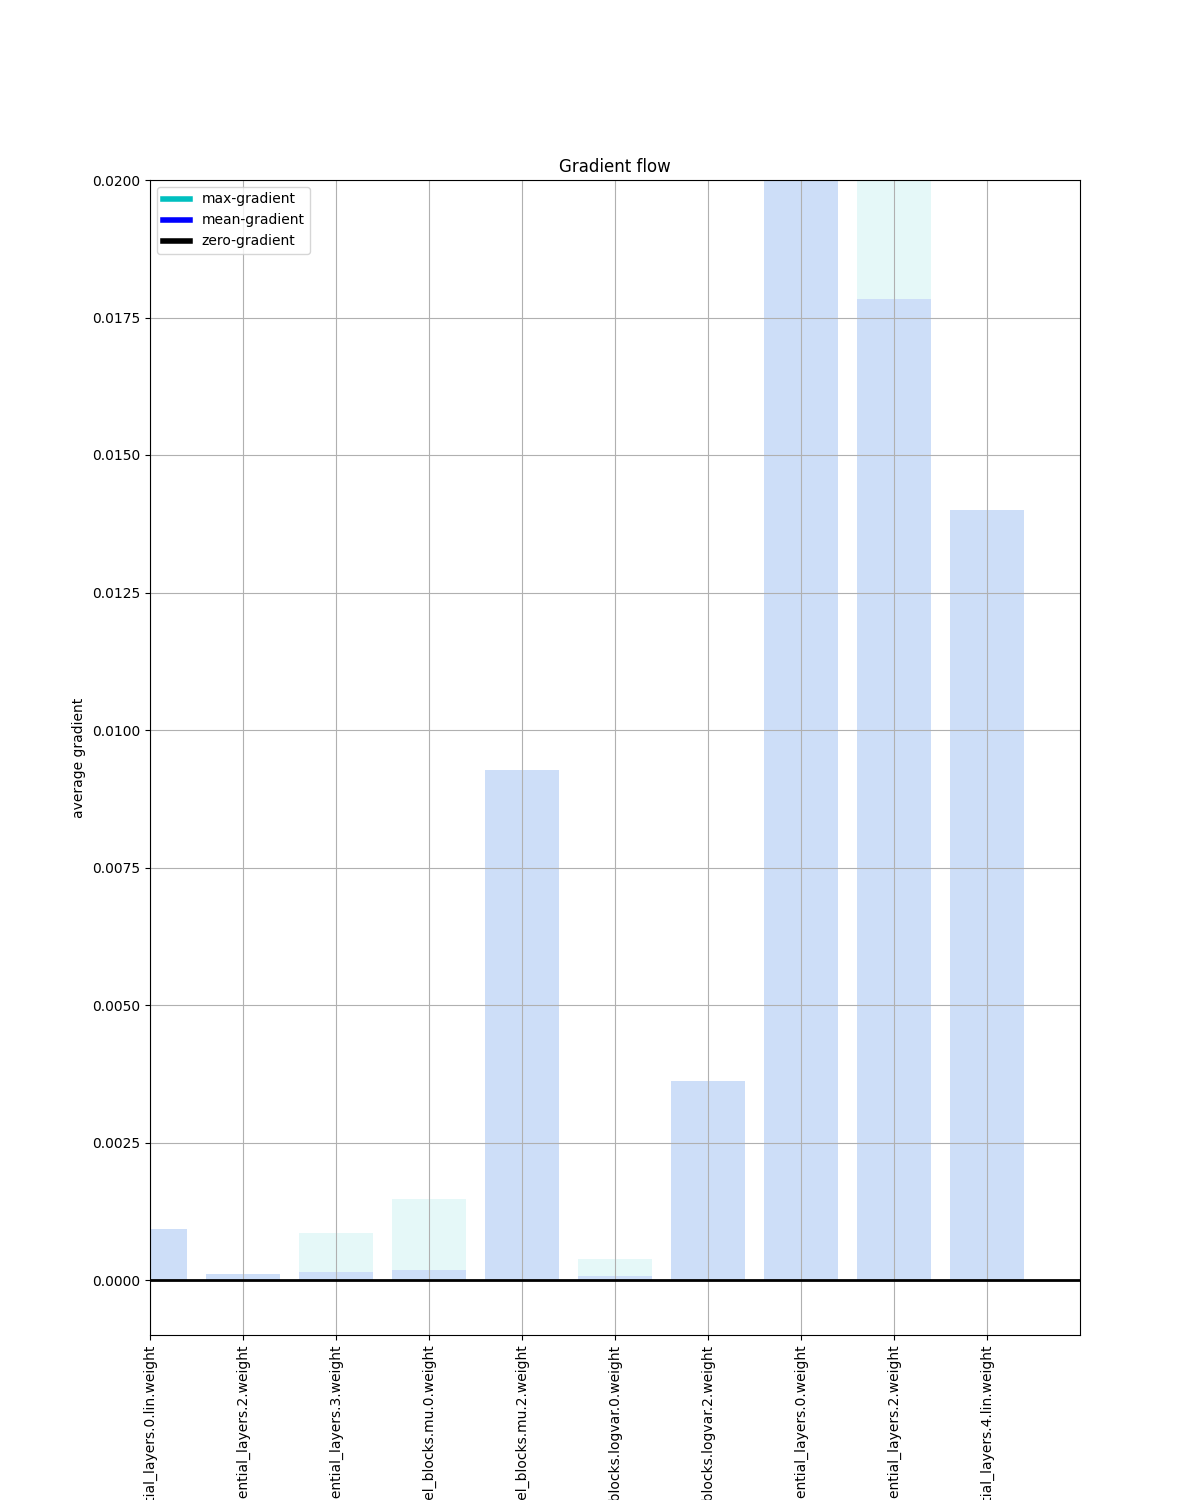 Gradient flow
max-gradient
mean-gradient
zero-gradient
0.0200
0.0175
0.0150
0.0125
0.0100
0.0075
0.0050
0.0025
0.0000
average gradient
tial_layers.0.lin.weight
ential_layers.2.weight
ential_layers.3.weight
el_blocks.mu.0.weight
el_blocks.mu.2.weight
blocks.logvar.0.weight
blocks.logvar.2.weight
ential_layers.0.weight
ential_layers.2.weight
tial_layers.4.lin.weight